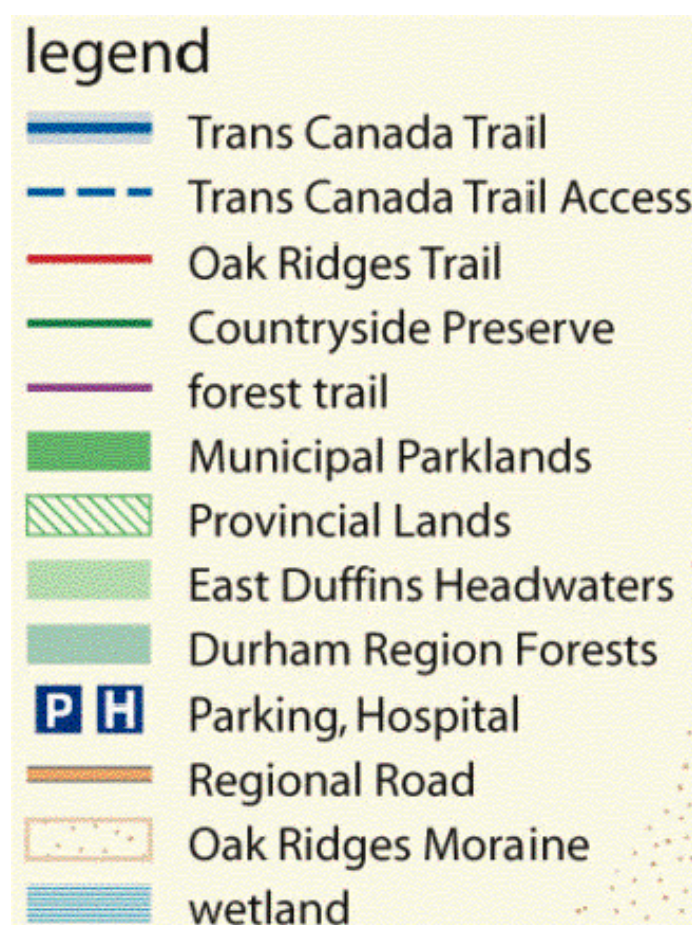 legend
Trans Canada Trail
Trans Canada Trail Access
Oak Ridges Trail
Countryside Preserve
forest trail
Municipal Parklands
Provincial Lands
East Duffins Headwaters
Durham Region Forests
P H Parking, Hospital
Regional Road
Oak Ridges Moraine
wetland